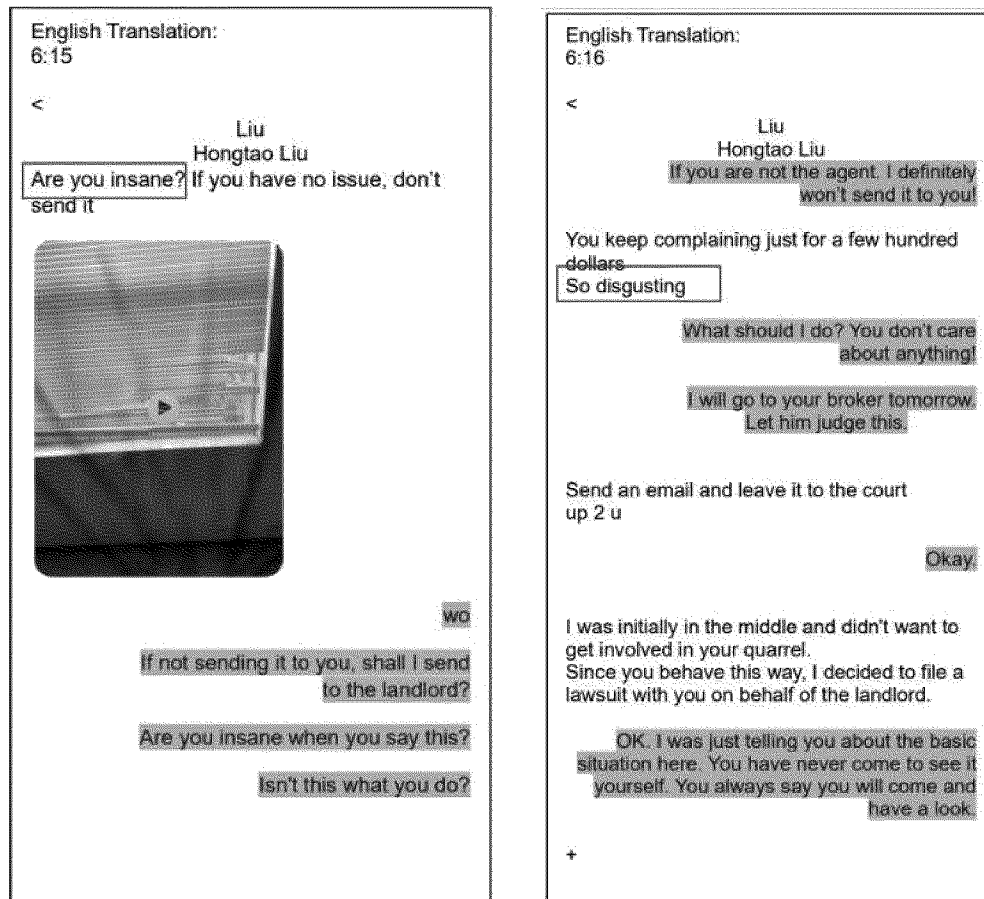 English Translation:
6:15
<
Liu
Hongtao Liu
Are you insane? If you have no issue, don't
send it
wo
If not sending it to you, shall I send
to the landlord?
Are you insane when you say this?
Isn't this what you do?
English Translation:
6:16
<
Liu
Hongtao Liu
If you are not the agent. I definitely
won't send it to you!
You keep complaining just for a few hundred
dollars
So disgusting
What should I do? You don't care
about anything!
I will go to your broker tomorrow.
Let him judge this.
Send an email and leave it to the court
up 2 u
Okay.
I was initially in the middle and didn't want to
get involved in your quarrel.
Since you behave this way, I decided to file a
lawsuit with you on behalf of the landlord.
OK. I was just telling you about the basic
situation here. You have never come to see it
yourself. You always say you will come and
have a look.
+